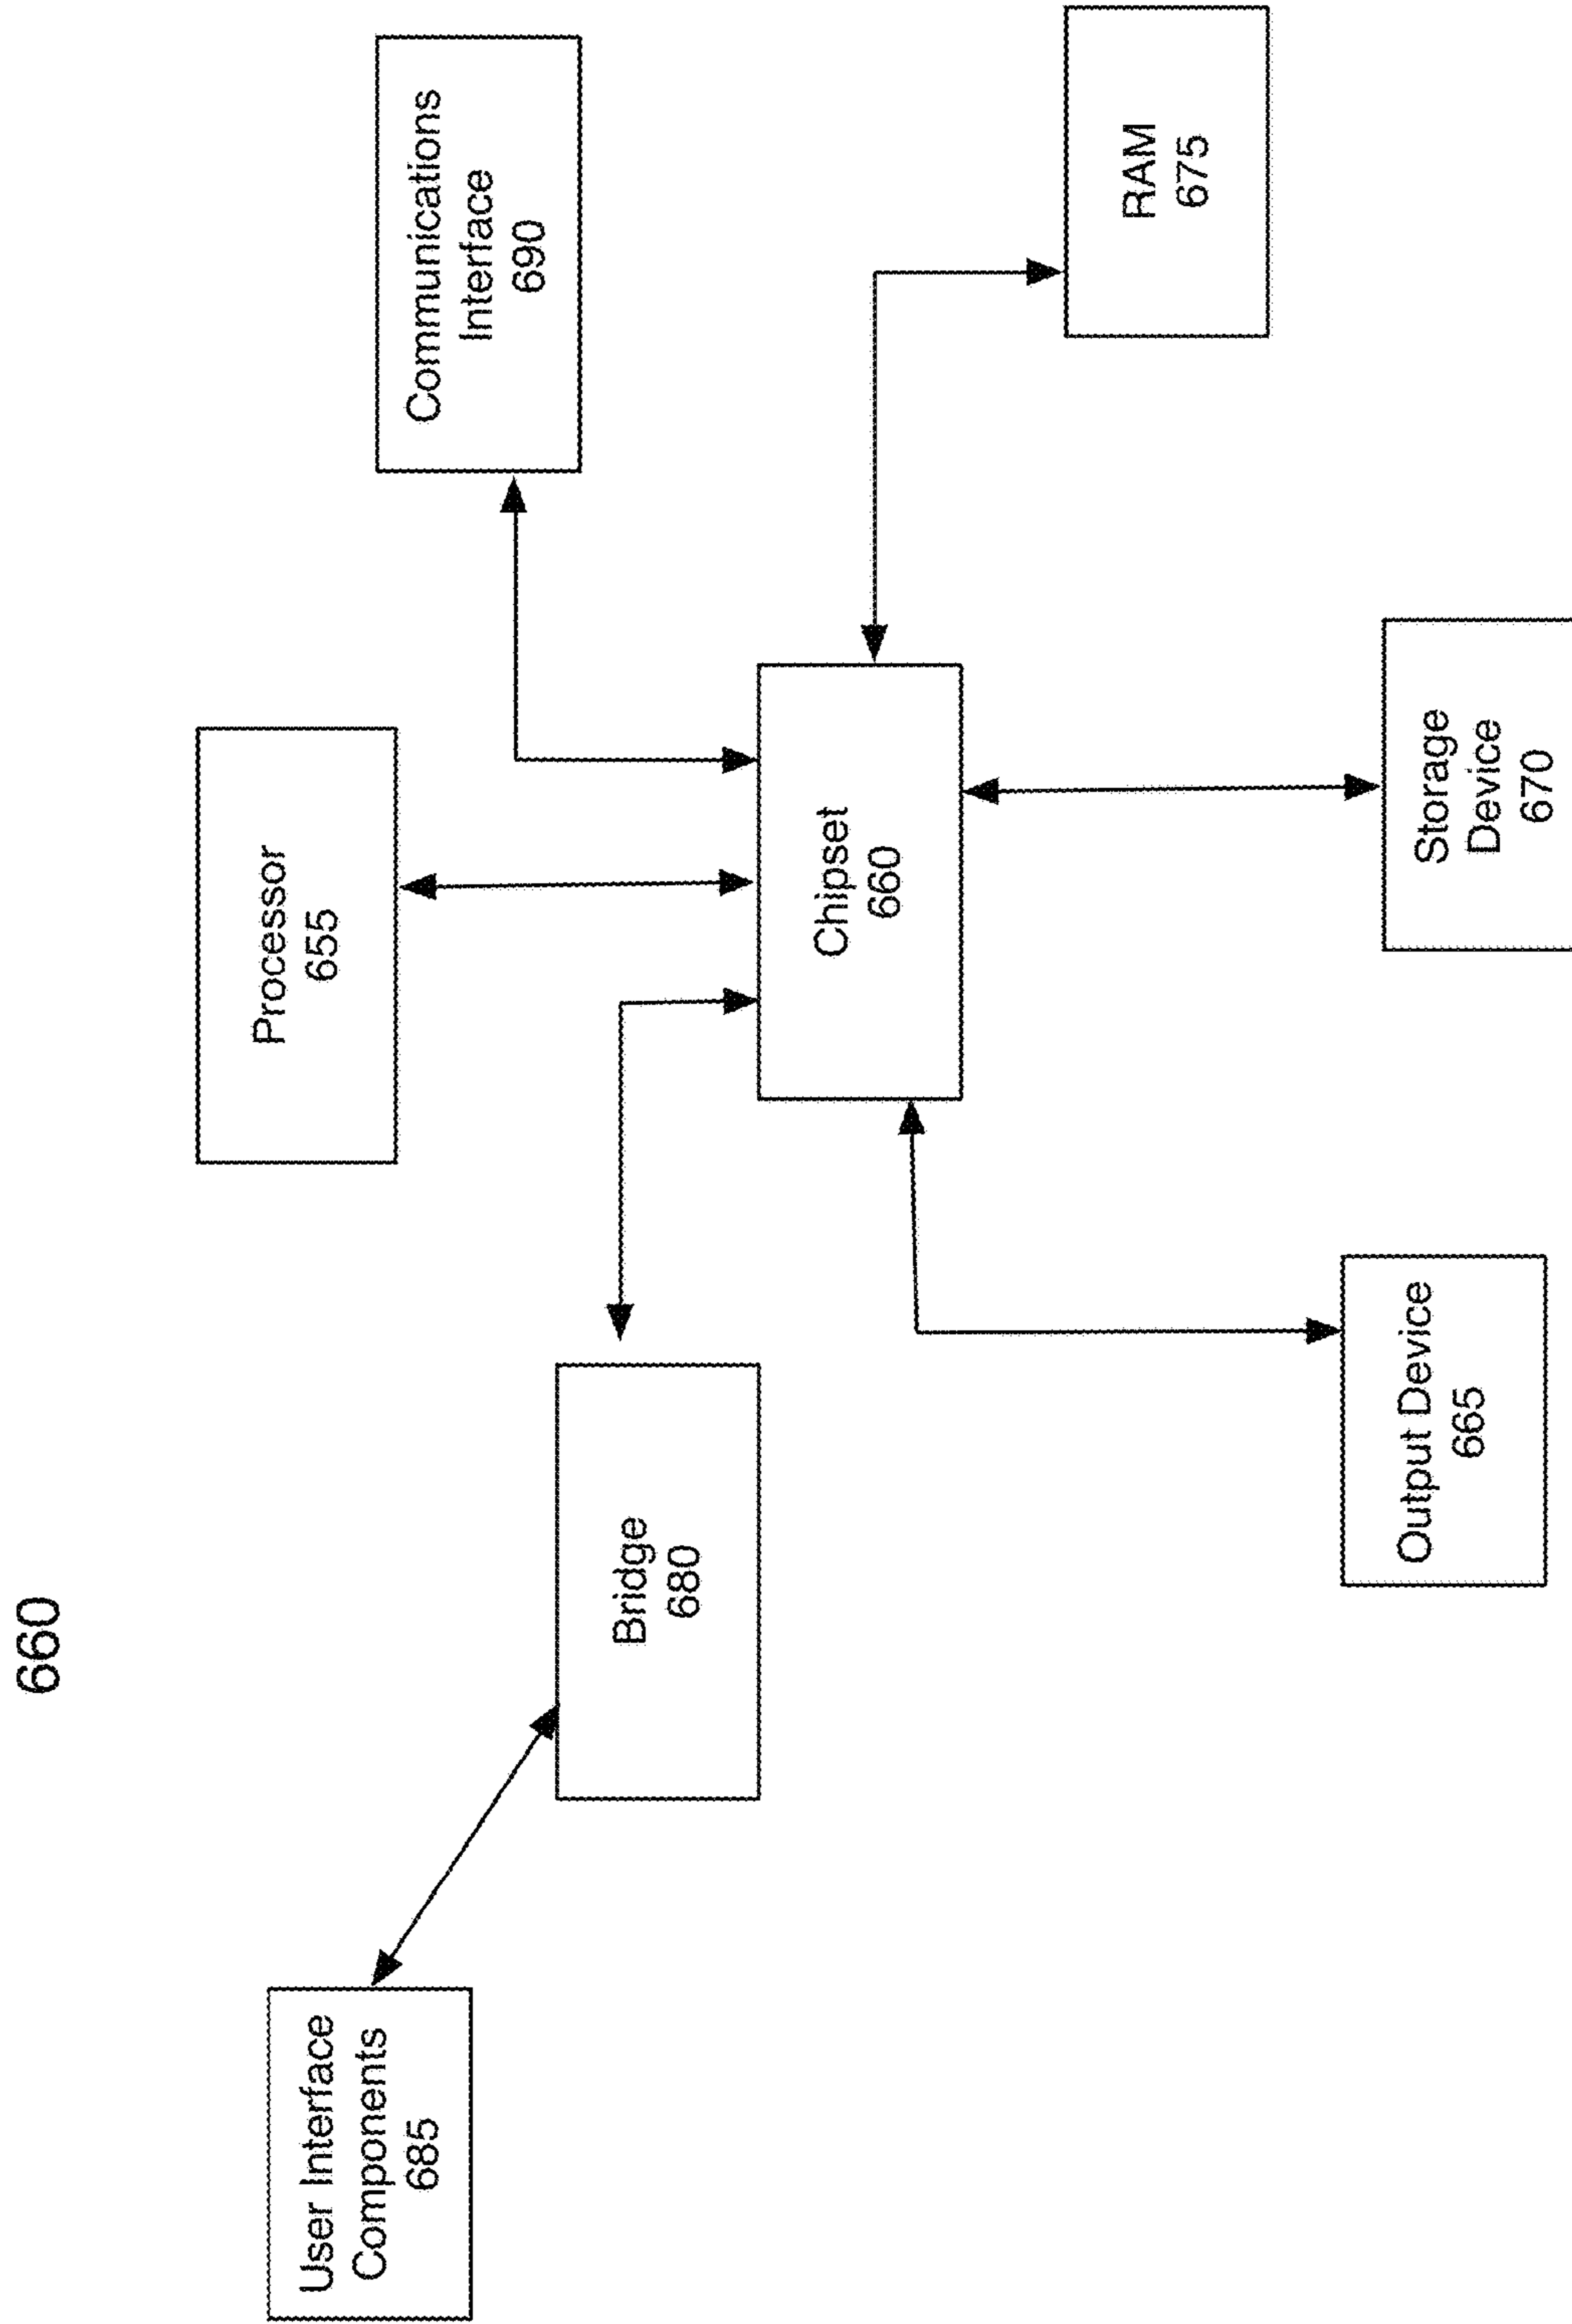 660
User Interface
Components
685
Processor
655
Communications
Interface
690
Bridge
680
Chipset
660
RAM
675
Output Device
665
Storage
Device
670